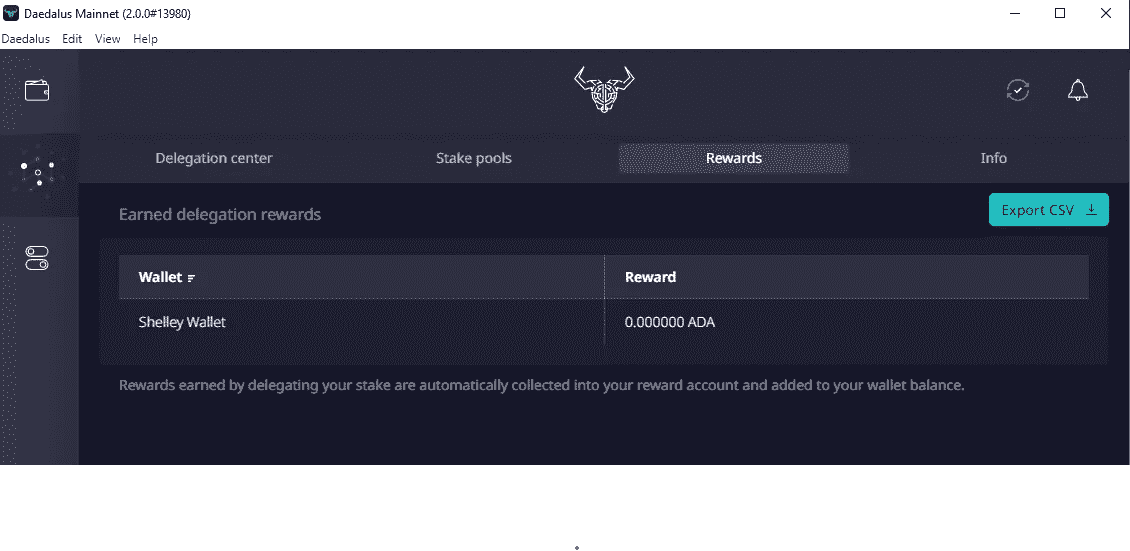 Daedalus Mainnet (2.0.0#13980)
Daedalus Edit View Help
Delegation center Stake pools Rewards Info
Earned delegation rewards
Export CSV
Wallet Reward
Shelley Wallet 0.000000 ADA
Rewards earned by delegating your stake are automatically collected into your reward account and added to your wallet balance.